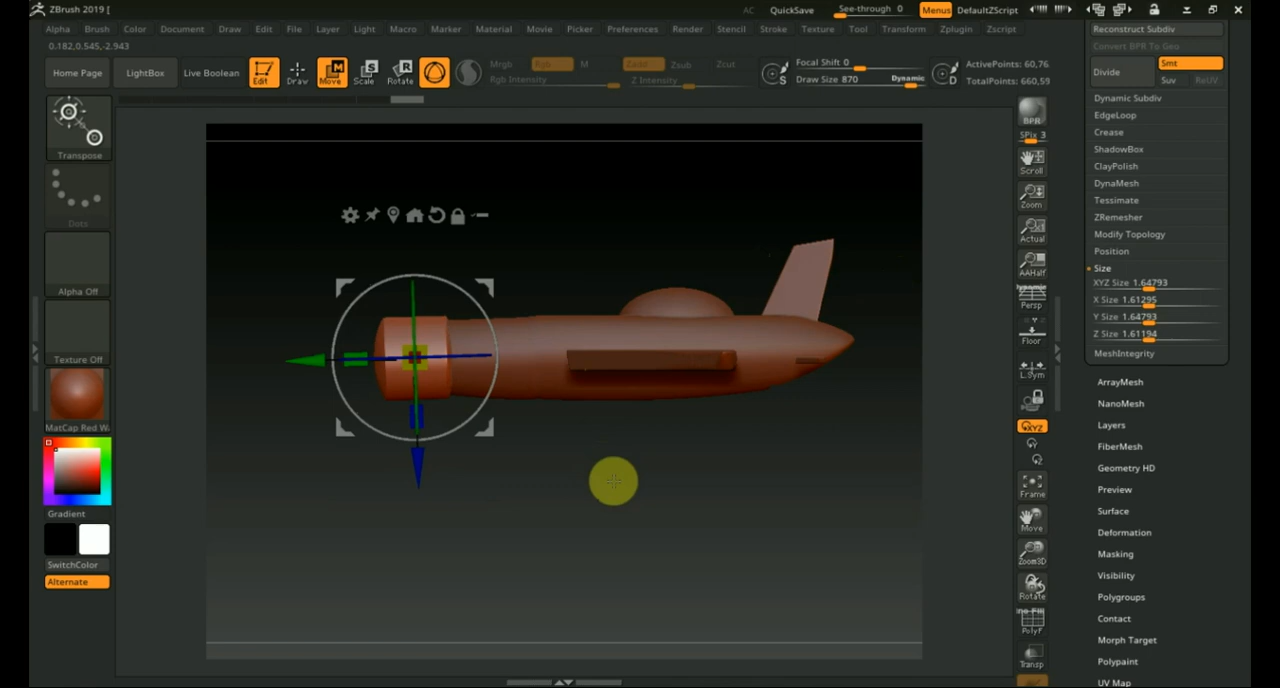 ZBrush 2019 [
AC QuickSave See-through 0 Menus DefaultZScript
Alpha Brush Color Document Draw Edit File Layer Light Macro Marker Material Movie Picker Preferences Render Stencil Stroke Texture Tool Transform Zplugin Zscript
0.182,0.545,-2.943
Home Page LightBox Live Boolean Edit Draw Move Scale Rotate
Mrgb Rgb M Zadd Zsub Zcut
Rgb Intensity Z Intensity
S Focal Shift 0
Draw Size 870 Dynamic D
ActivePoints: 60,76
TotalPoints: 660,59
Transpose
Dots
Alpha Off
Texture Off
MatCap Red Wa
Gradient
SwitchColor
Alternate
BPR
SPix 3
Scroll
Zoom
Actual
AAHalf
Dynamic
Persp
Floor
L.Sym
XYZ
Frame
Move
Zoom3D
Rotate
Line Fill
PolyF
Transp
Reconstruct Subdiv
Convert BPR To Geo
Divide Smt
Suv ReUV
Dynamic Subdiv
EdgeLoop
Crease
ShadowBox
ClayPolish
DynaMesh
Tessimate
ZRemesher
Modify Topology
Position
Size
XYZ Size 1.64793
X Size 1.61295
Y Size 1.64793
Z Size 1.61194
MeshIntegrity
ArrayMesh
NanoMesh
Layers
FiberMesh
Geometry HD
Preview
Surface
Deformation
Masking
Visibility
Polygroups
Contact
Morph Target
Polypaint
UV Map